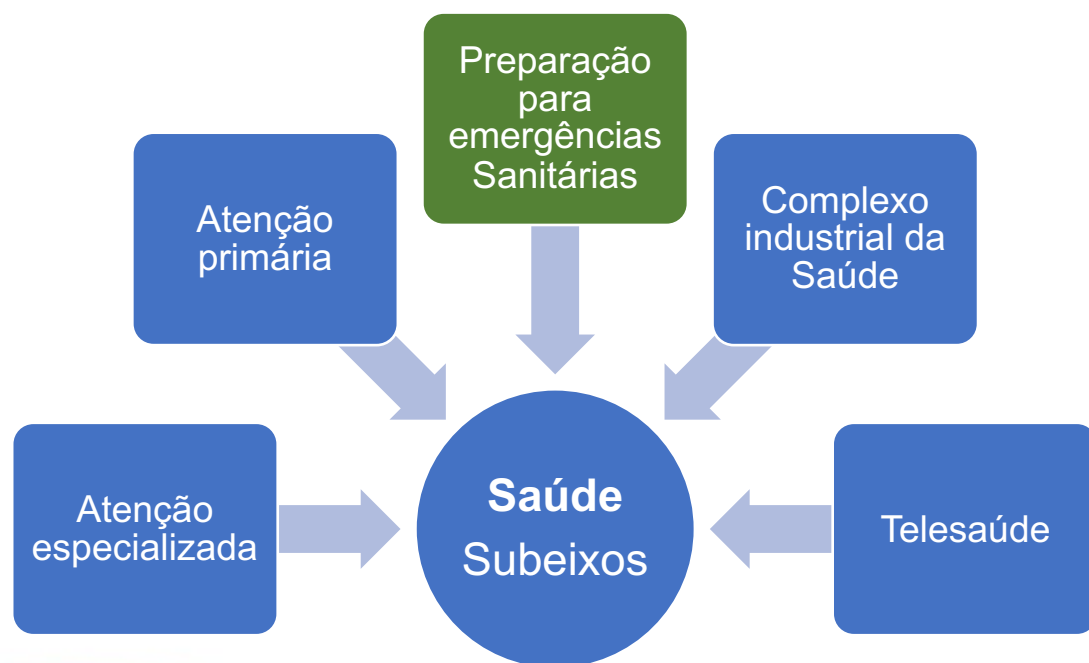 Preparação
para
emergências
Sanitárias
Atenção
primária
Complexo
industrial da
Saúde
Atenção
especializada
Saúde
Subeixos
Telesaúde